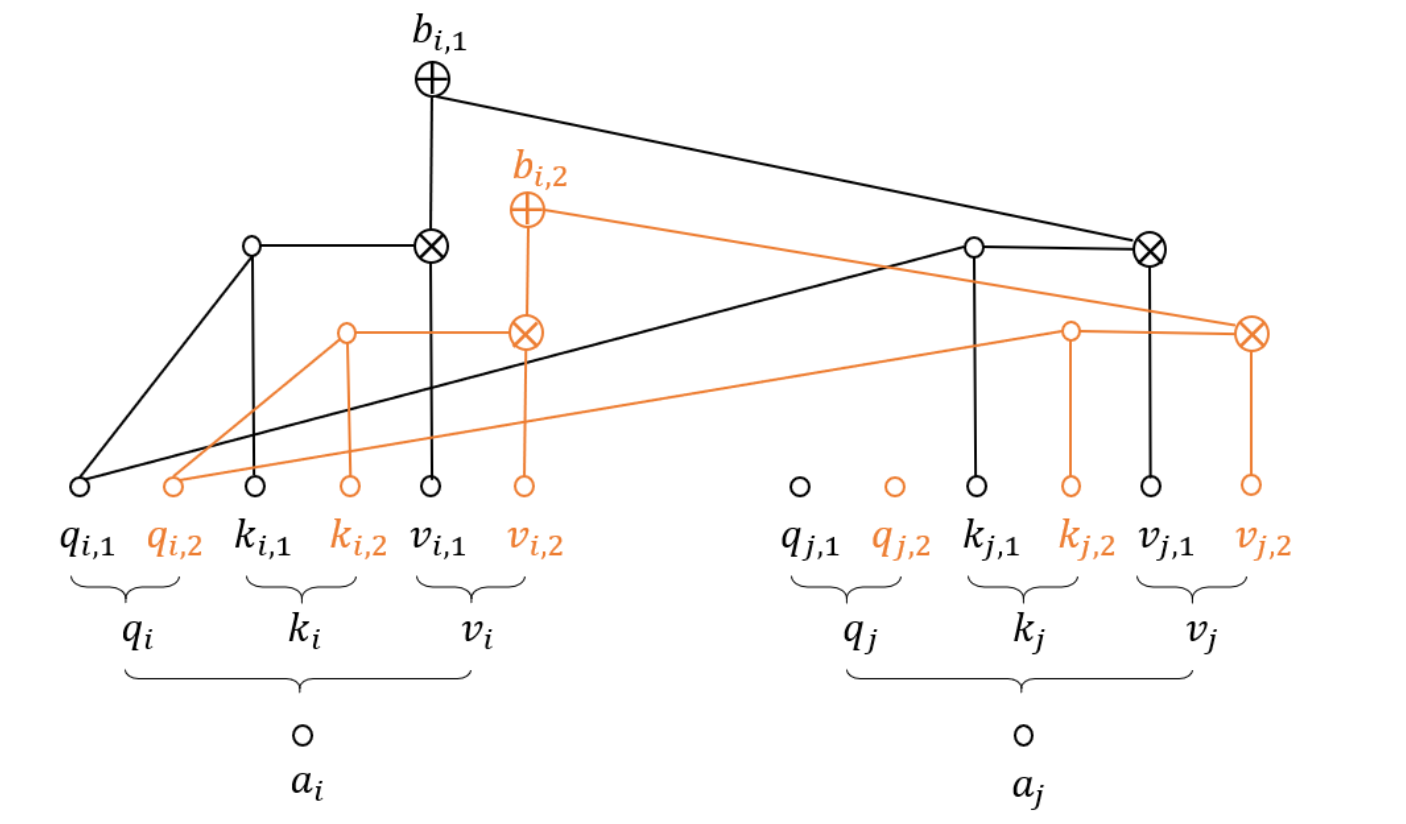 b_{i,1}
b_{i,2}
q_{i,1} q_{i,2} k_{i,1} k_{i,2} v_{i,1} v_{i,2} q_{j,1} q_{j,2} k_{j,1} k_{j,2} v_{j,1} v_{j,2}
q_i k_i v_i q_j k_j v_j
a_i a_j